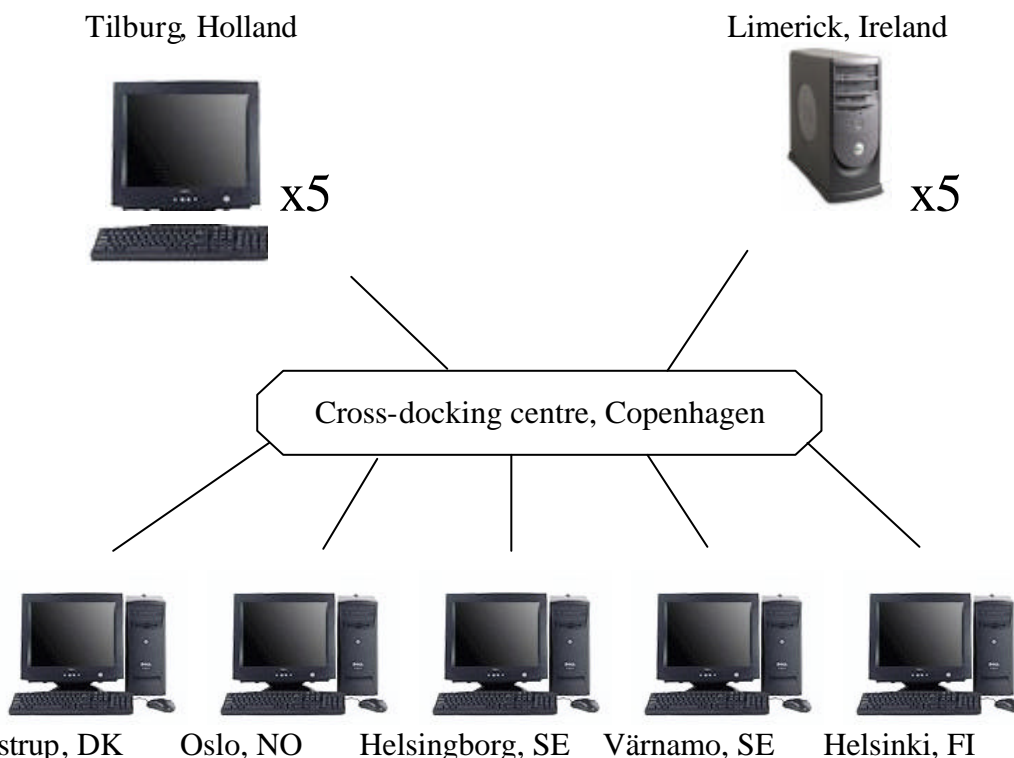 Tilburg, Holland
Limerick, Ireland
x5
x5
Cross-docking centre, Copenhagen
strup, DK
Oslo, NO
Helsingborg, SE
Värnamo, SE
Helsinki, FI